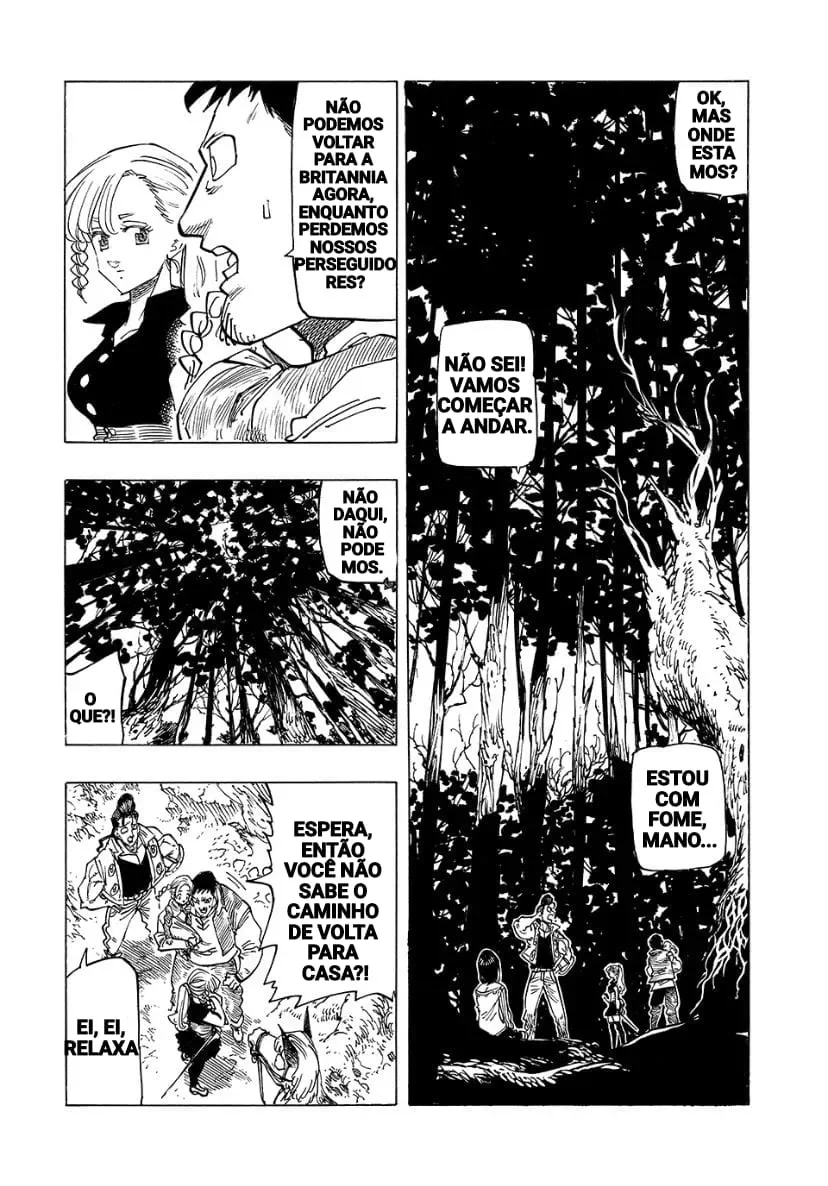 OK,
MAS
ONDE
ESTA
MOS?
NÃO SEI!
VAMOS
COMEÇAR
A ANDAR.
ESTOU
COM
FOME,
MANO...
NÃO
PODEMOS
VOLTAR
PARA A
BRITANNIA
AGORA,
ENQUANTO
PERDEMOS
NOSSOS
PERSEGUIDO
RES?
NÃO
DAQUI,
NÃO
PODE
MOS.
O
QUE?!
ESPERA,
ENTÃO
VOCÊ NÃO
SABE O
CAMINHO
DE VOLTA
PARA
CASA?!
EI, EI,
RELAXA